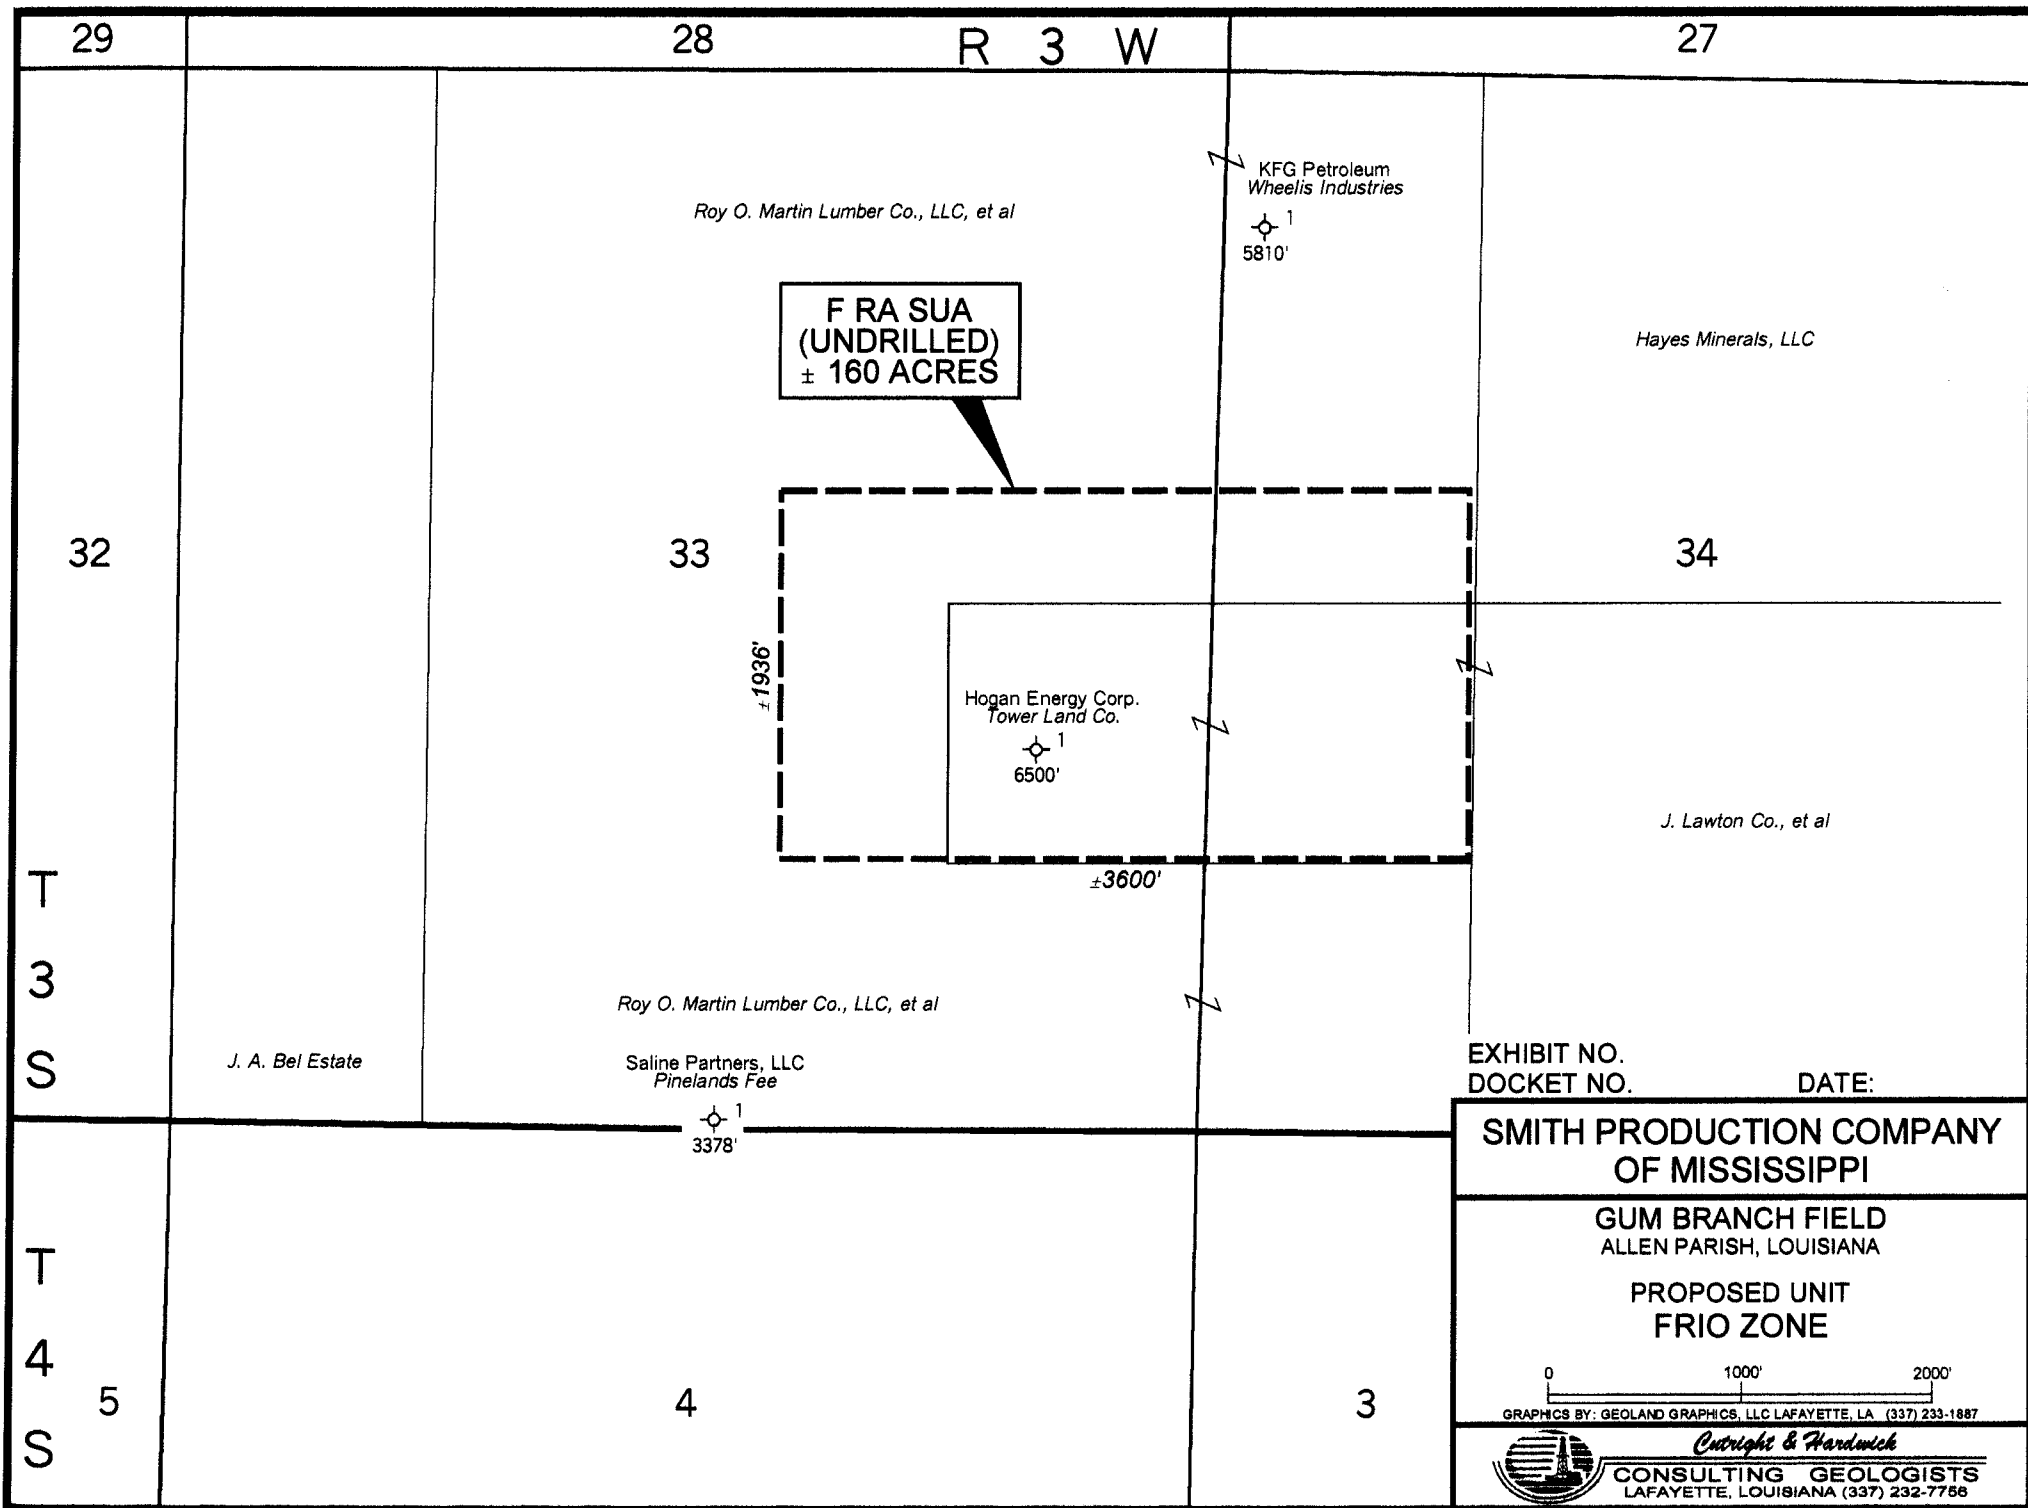 29
28
R 3 W
27
KFG Petroleum
Wheelis Industries
1
5810'
Roy O. Martin Lumber Co., LLC, et al
F RA SUA
(UNDRILLED)
± 160 ACRES
Hayes Minerals, LLC
32
33
34
±1936'
Hogan Energy Corp.
Tower Land Co.
1
6500'
J. Lawton Co., et al
±3600'
T
3
S
Roy O. Martin Lumber Co., LLC, et al
J. A. Bel Estate
Saline Partners, LLC
Pinelands Fee
1
3378'
T
4
S
5
4
3
EXHIBIT NO.
DOCKET NO. DATE:
SMITH PRODUCTION COMPANY
OF MISSISSIPPI
GUM BRANCH FIELD
ALLEN PARISH, LOUISIANA
PROPOSED UNIT
FRIO ZONE
0 1000' 2000'
GRAPHICS BY: GEOLAND GRAPHICS, LLC LAFAYETTE, LA (337) 233-1887
Cutright & Hardwick
CONSULTING GEOLOGISTS
LAFAYETTE, LOUISIANA (337) 232-7756